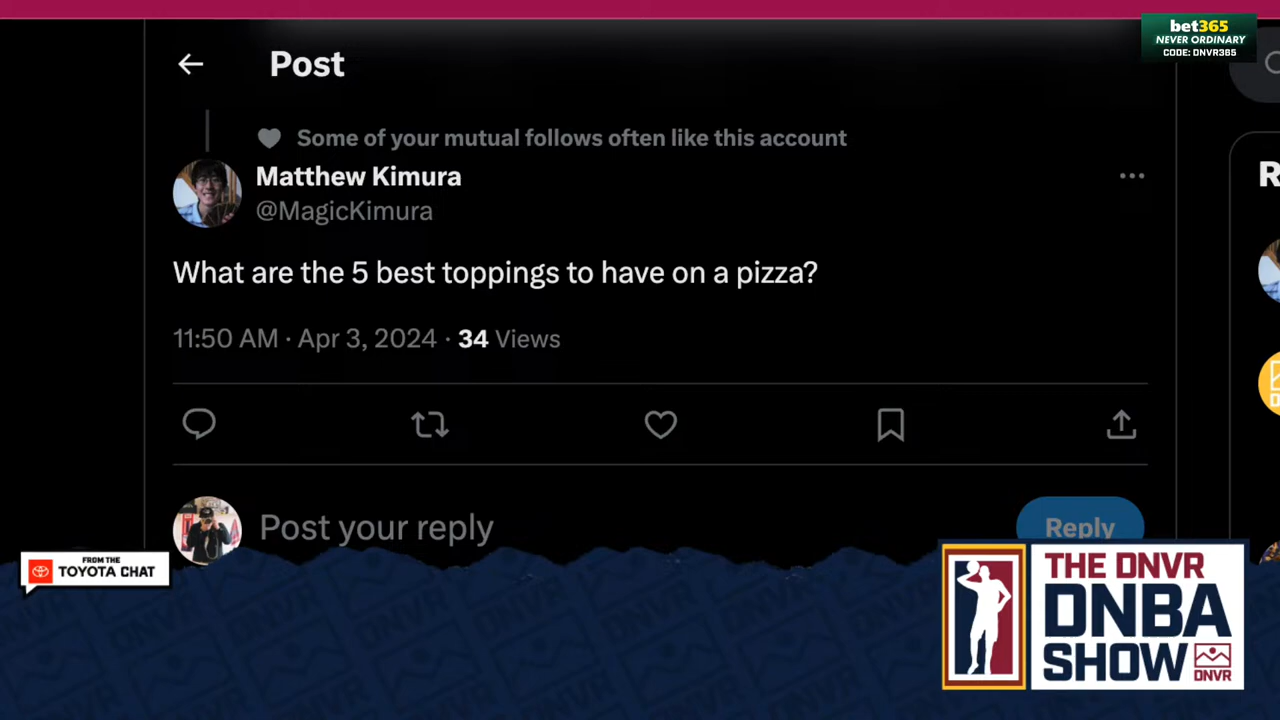 bet365
NEVER ORDINARY
CODE: DNVR365
Post
Some of your mutual follows often like this account
Matthew Kimura
@MagicKimura
What are the 5 best toppings to have on a pizza?
11:50 AM · Apr 3, 2024 · 34 Views
Post your reply
Reply
FROM THE
TOYOTA CHAT
THE DNVR
DNBA
SHOW
DNVR